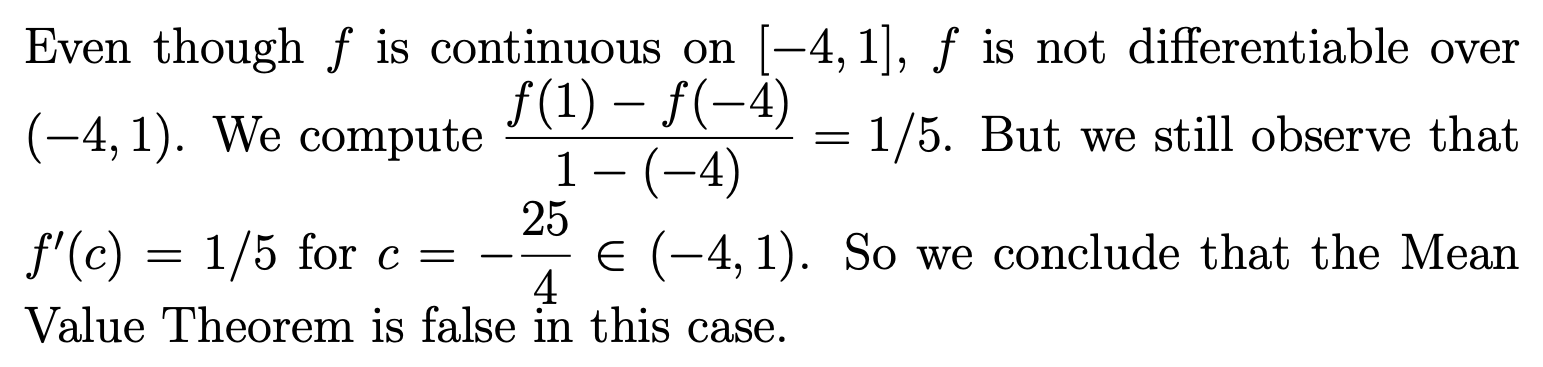 Even though f is continuous on [−4, 1], f is not differentiable over
(−4, 1). We compute \frac{f(1) − f(−4)}{1 − (−4)} = 1/5. But we still observe that
f′(c) = 1/5 for c = −\frac{25}{4} ∈ (−4, 1). So we conclude that the Mean
Value Theorem is false in this case.